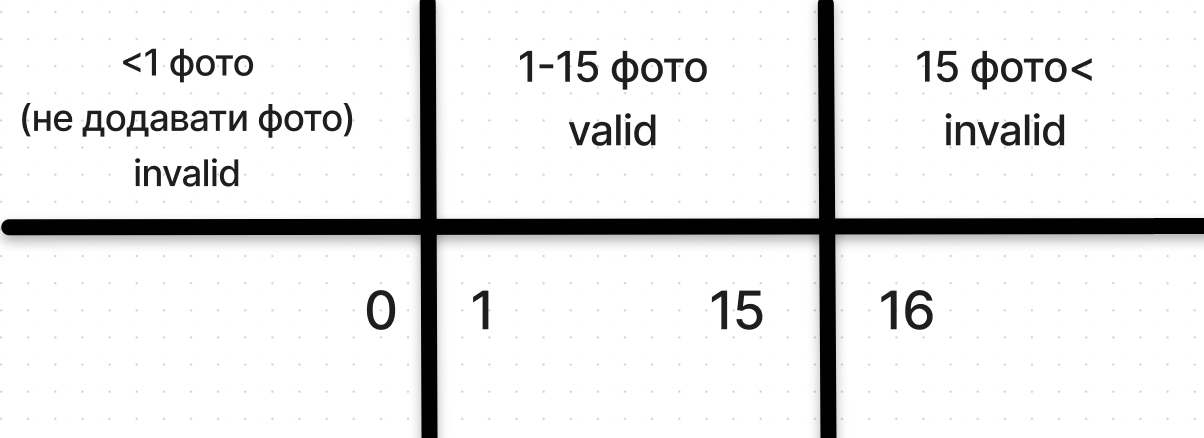 <1 фото
(не додавати фото)
invalid
1-15 фото
valid
15 фото<
invalid
0
1
15
16